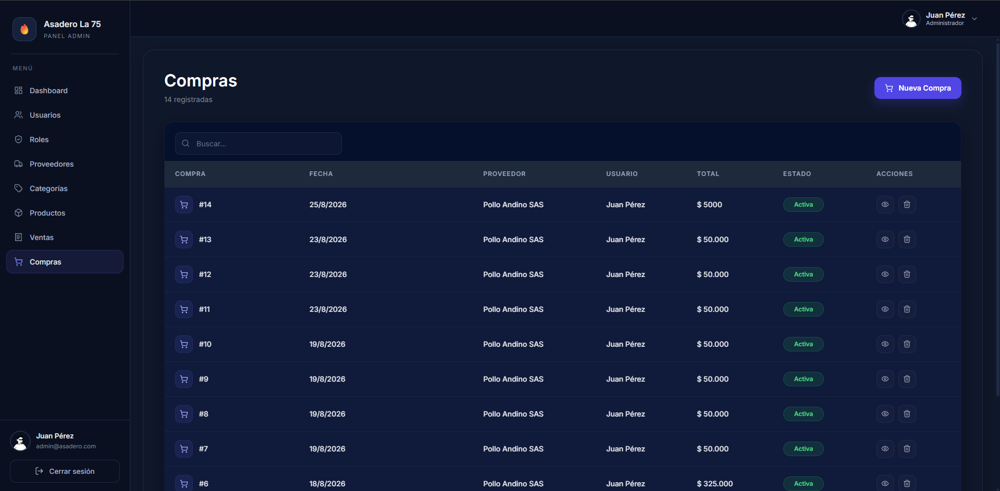 Asadero La 75
PANEL ADMIN
MENÚ
Dashboard
Usuarios
Roles
Proveedores
Categorías
Productos
Ventas
Compras
Juan Pérez
admin@asadero.com
Cerrar sesión
Juan Pérez
Administrador
Compras
14 registradas
Nueva Compra
Buscar...
COMPRA FECHA PROVEEDOR USUARIO TOTAL ESTADO ACCIONES
#14 25/8/2026 Pollo Andino SAS Juan Pérez $ 5000 Activa
#13 23/8/2026 Pollo Andino SAS Juan Pérez $ 50.000 Activa
#12 23/8/2026 Pollo Andino SAS Juan Pérez $ 50.000 Activa
#11 23/8/2026 Pollo Andino SAS Juan Pérez $ 50.000 Activa
#10 19/8/2026 Pollo Andino SAS Juan Pérez $ 50.000 Activa
#9 19/8/2026 Pollo Andino SAS Juan Pérez $ 50.000 Activa
#8 19/8/2026 Pollo Andino SAS Juan Pérez $ 50.000 Activa
#7 19/8/2026 Pollo Andino SAS Juan Pérez $ 50.000 Activa
#6 18/8/2026 Pollo Andino SAS Juan Pérez $ 325.000 Activa